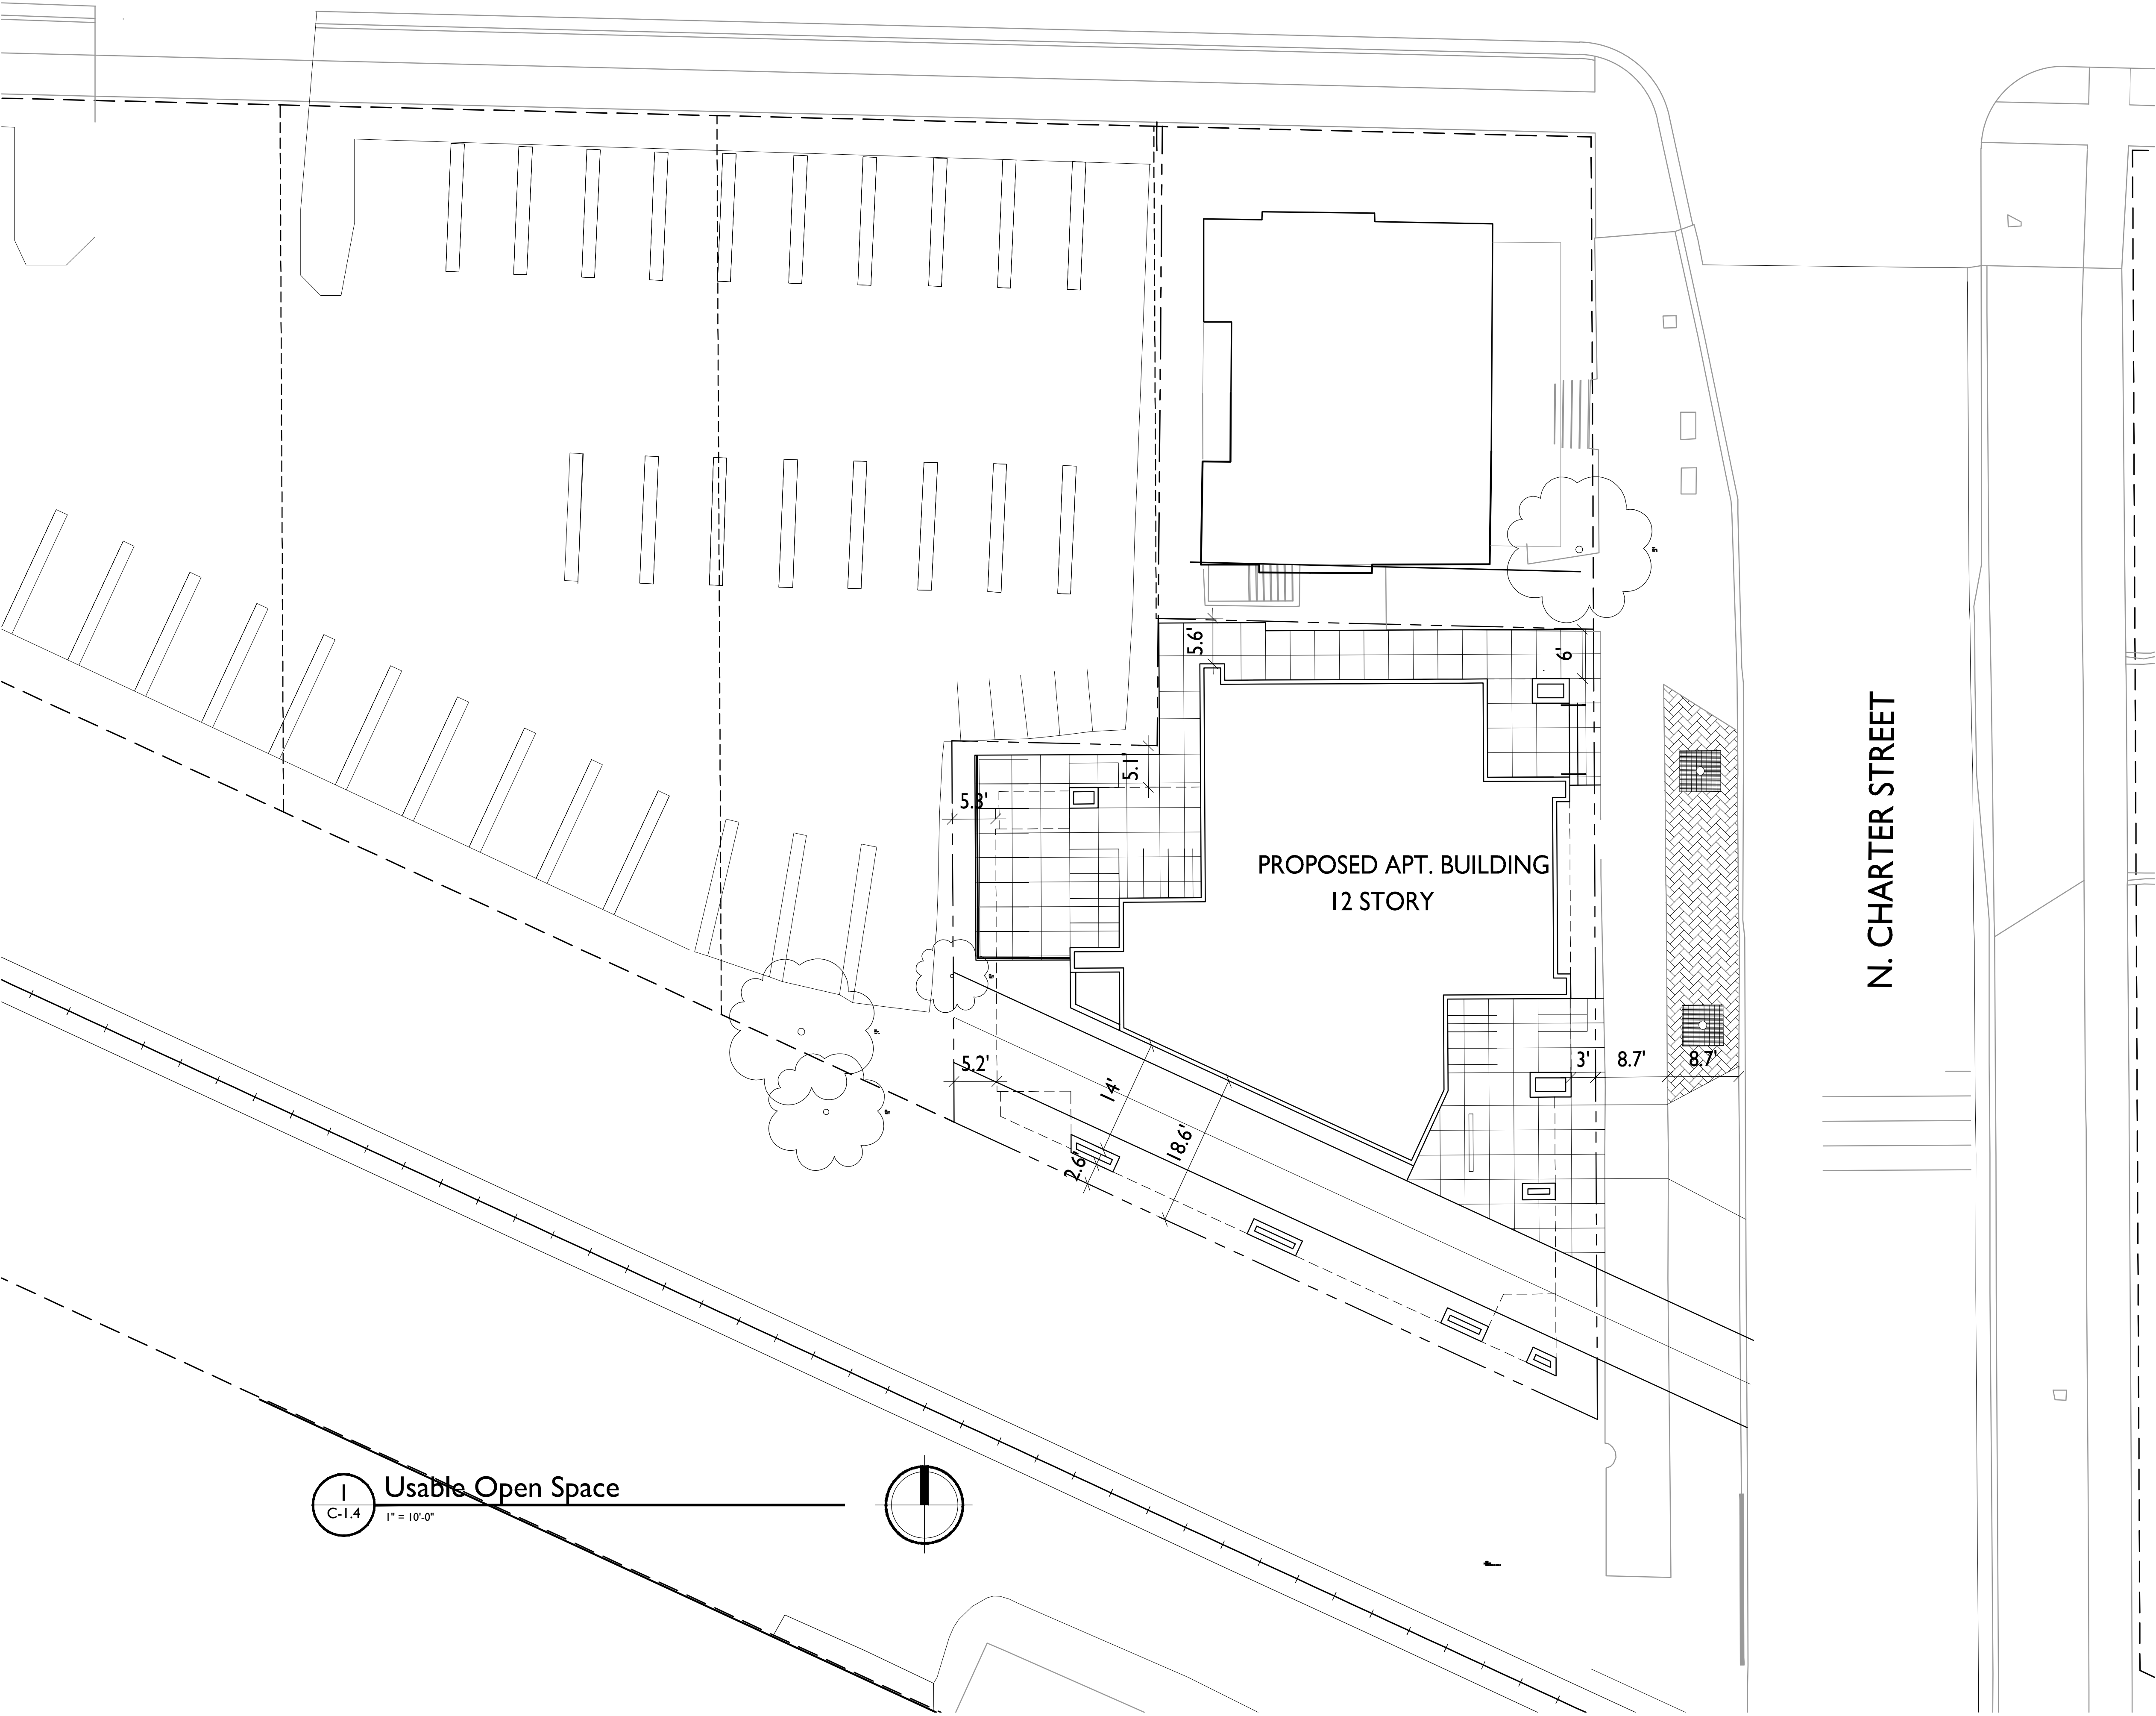 5.6'
6'
5.1'
5.3'
PROPOSED APT. BUILDING
12 STORY
N. CHARTER STREET
5.2'
14'
18.6'
2.6'
3'
8.7'
8.7'
1
C-1.4
Usable Open Space
1" = 10'-0"